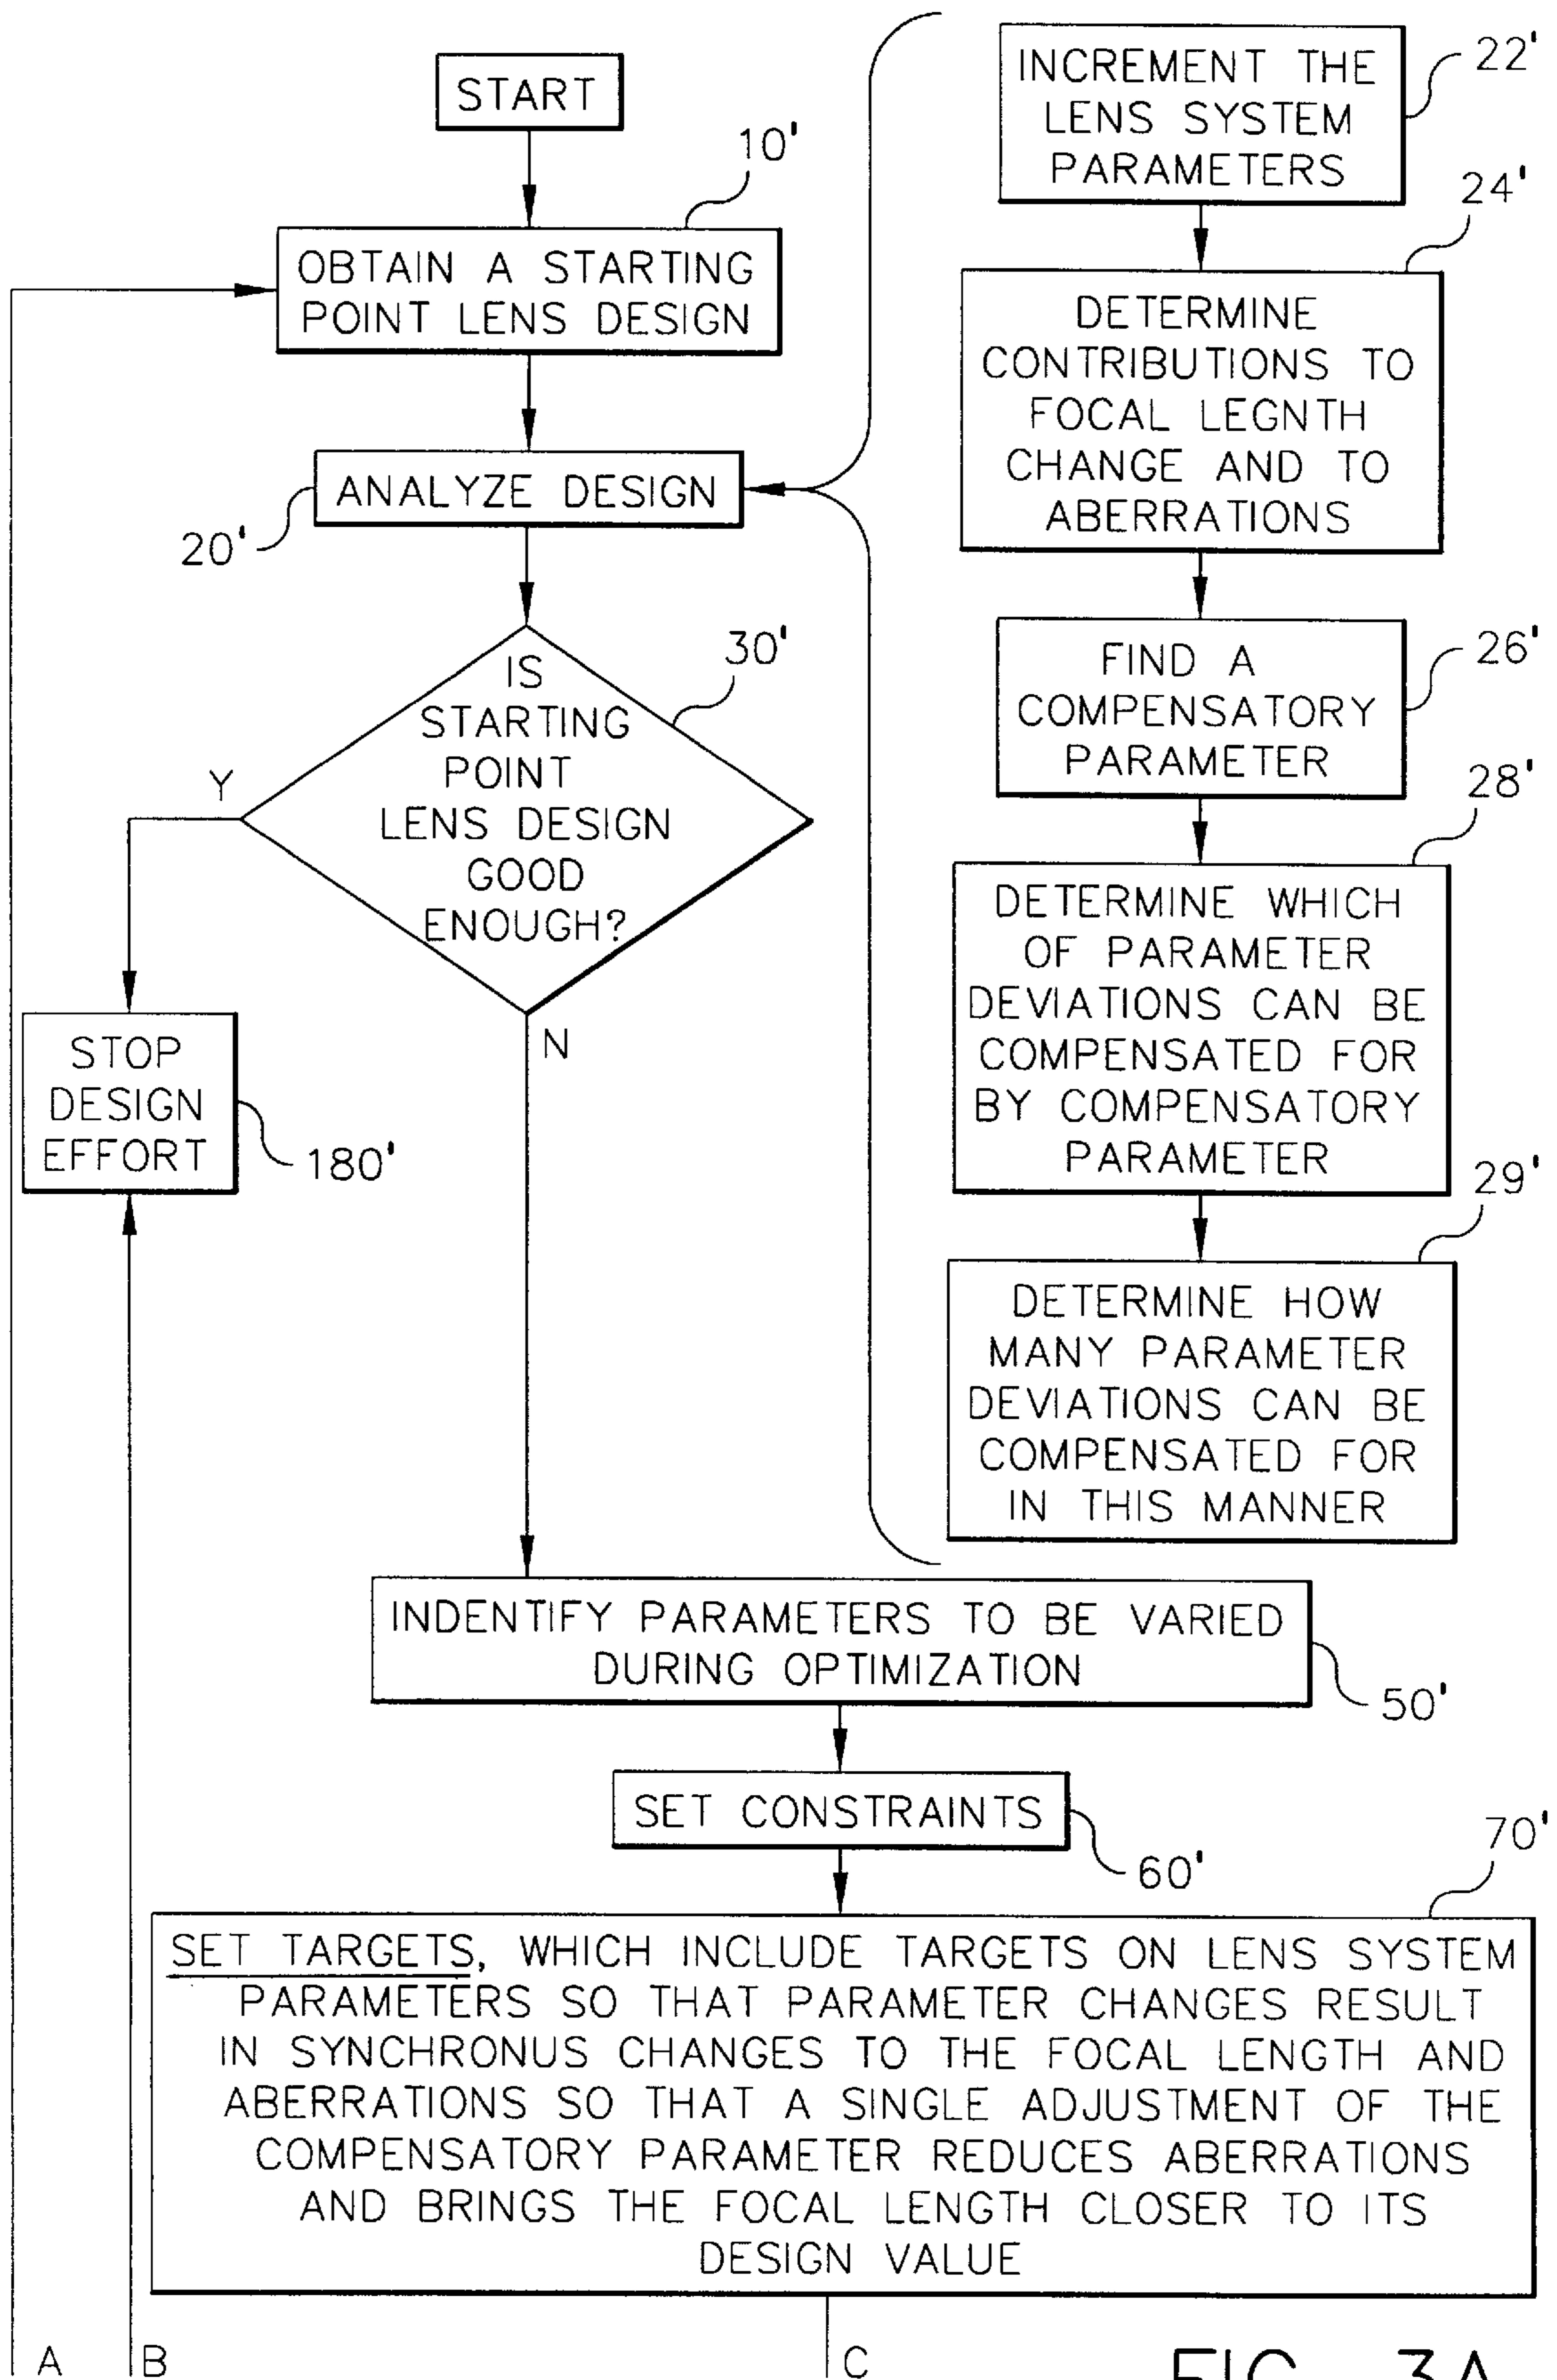 START
10'
OBTAIN A STARTING
POINT LENS DESIGN
ANALYZE DESIGN
20'
IS
STARTING
POINT
LENS DESIGN
GOOD
ENOUGH?
30'
Y
N
STOP
DESIGN
EFFORT
180'
INCREMENT THE
LENS SYSTEM
PARAMETERS
22'
24'
DETERMINE
CONTRIBUTIONS TO
FOCAL LEGNTH
CHANGE AND TO
ABERRATIONS
FIND A
COMPENSATORY
PARAMETER
26'
28'
DETERMINE WHICH
OF PARAMETER
DEVIATIONS CAN BE
COMPENSATED FOR
BY COMPENSATORY
PARAMETER
29'
DETERMINE HOW
MANY PARAMETER
DEVIATIONS CAN BE
COMPENSATED FOR
IN THIS MANNER
INDENTIFY PARAMETERS TO BE VARIED
DURING OPTIMIZATION
50'
SET CONSTRAINTS
60'
70'
SET TARGETS, WHICH INCLUDE TARGETS ON LENS SYSTEM
PARAMETERS SO THAT PARAMETER CHANGES RESULT
IN SYNCHRONUS CHANGES TO THE FOCAL LENGTH AND
ABERRATIONS SO THAT A SINGLE ADJUSTMENT OF THE
COMPENSATORY PARAMETER REDUCES ABERRATIONS
AND BRINGS THE FOCAL LENGTH CLOSER TO ITS
DESIGN VALUE
A
B
C
FIG. 3A